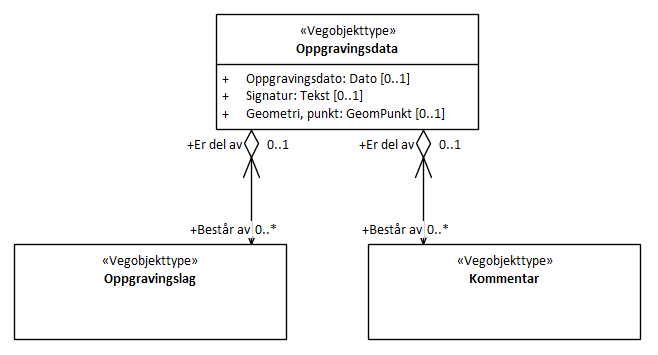 «Vegobjekttype»
Oppgravingsdata
+ Oppgravingsdato: Dato [0..1]
+ Signatur: Tekst [0..1]
+ Geometri, punkt: GeomPunkt [0..1]
+Er del av 0..1
+Er del av 0..1
+Består av 0..*
+Består av 0..*
«Vegobjekttype»
Oppgravingslag
«Vegobjekttype»
Kommentar